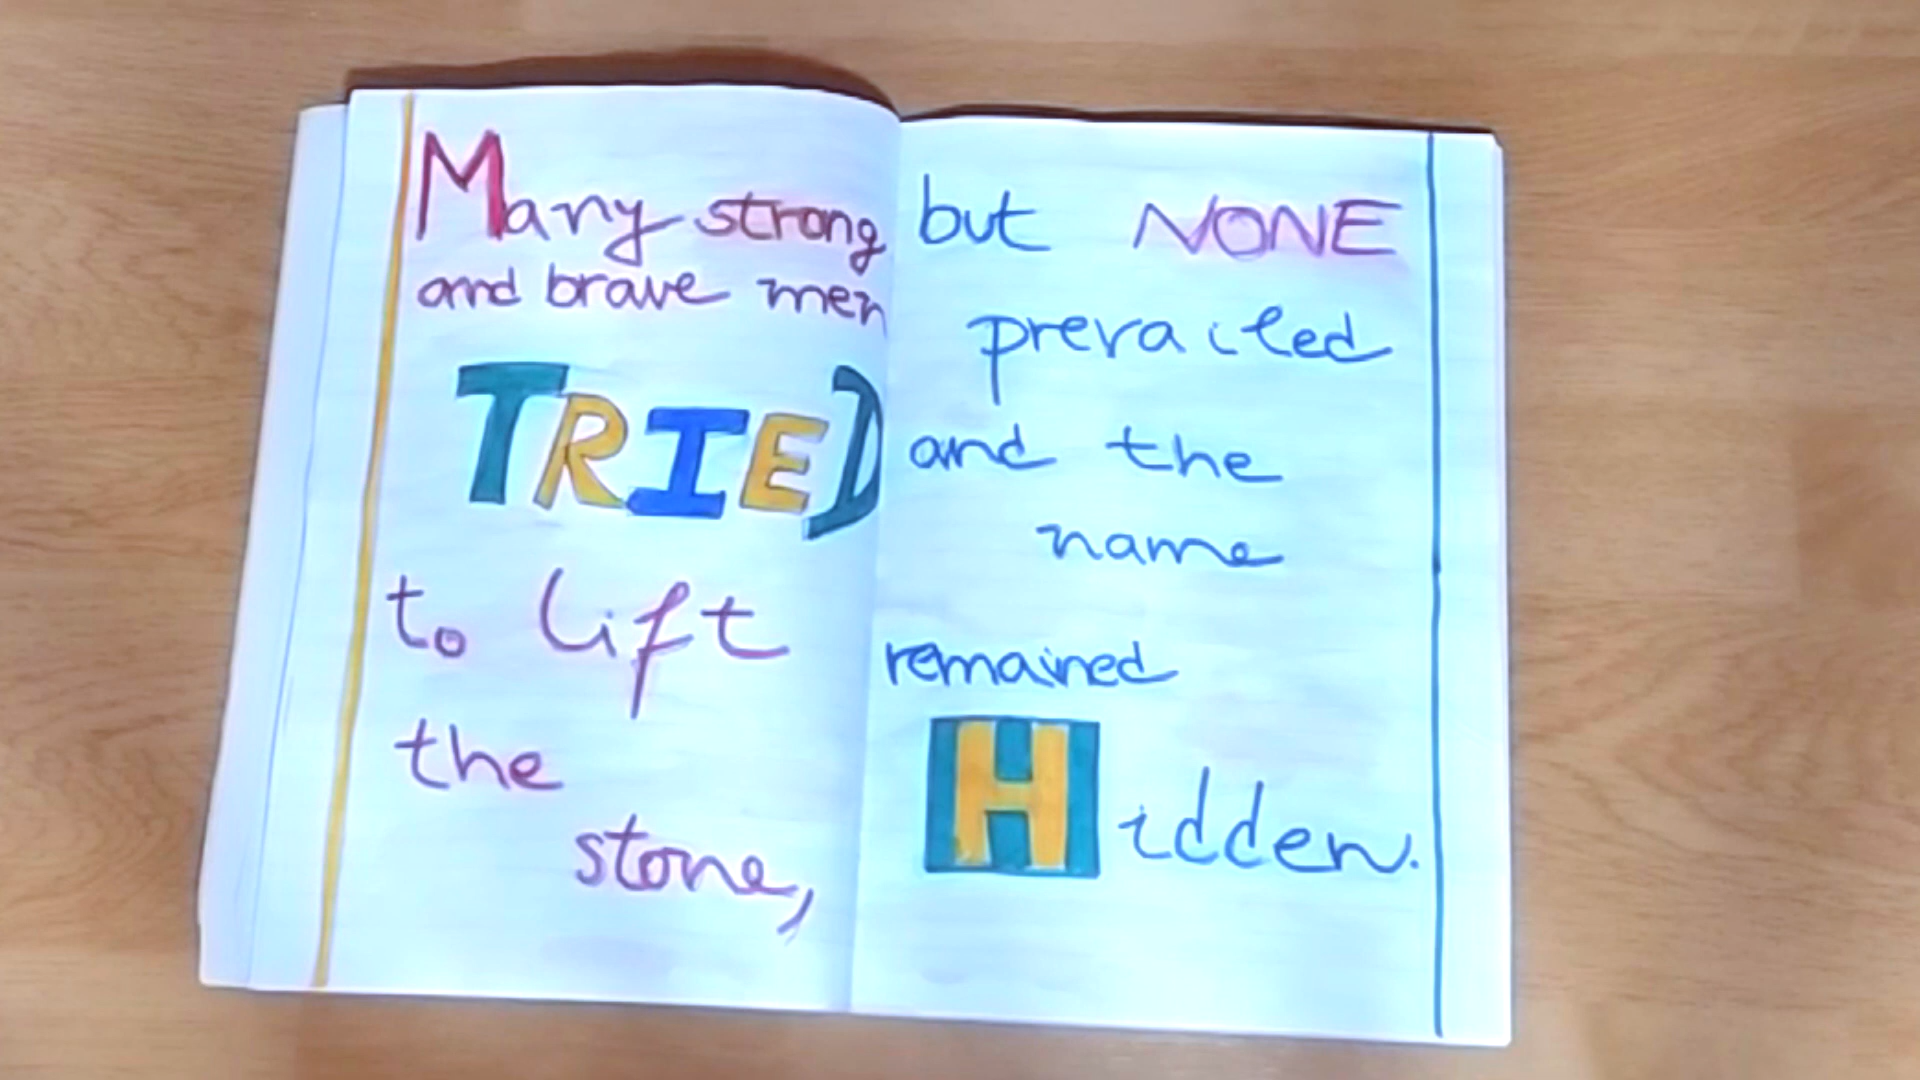 Many strong
and brave men
TRIED
to lift
the
stone,
but NONE
prevailed
and the
name
remained
Hidden.